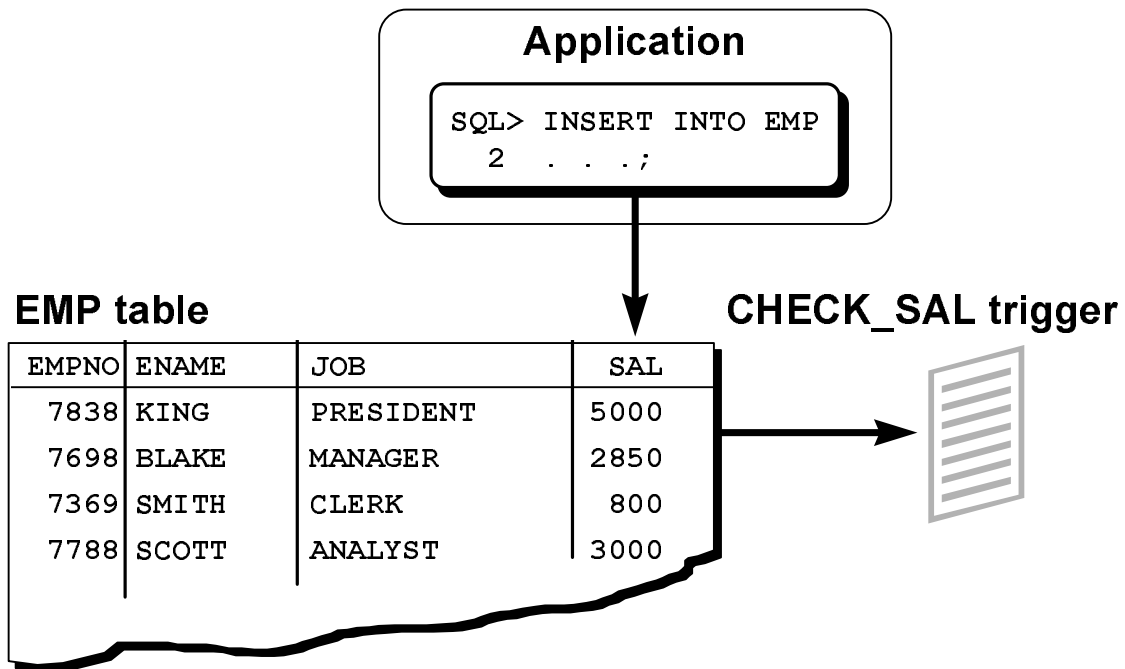 Application
SQL> INSERT INTO EMP
2 . . .;
EMP table
CHECK_SAL trigger
EMPNO ENAME JOB SAL
7838 KING PRESIDENT 5000
7698 BLAKE MANAGER 2850
7369 SMITH CLERK 800
7788 SCOTT ANALYST 3000